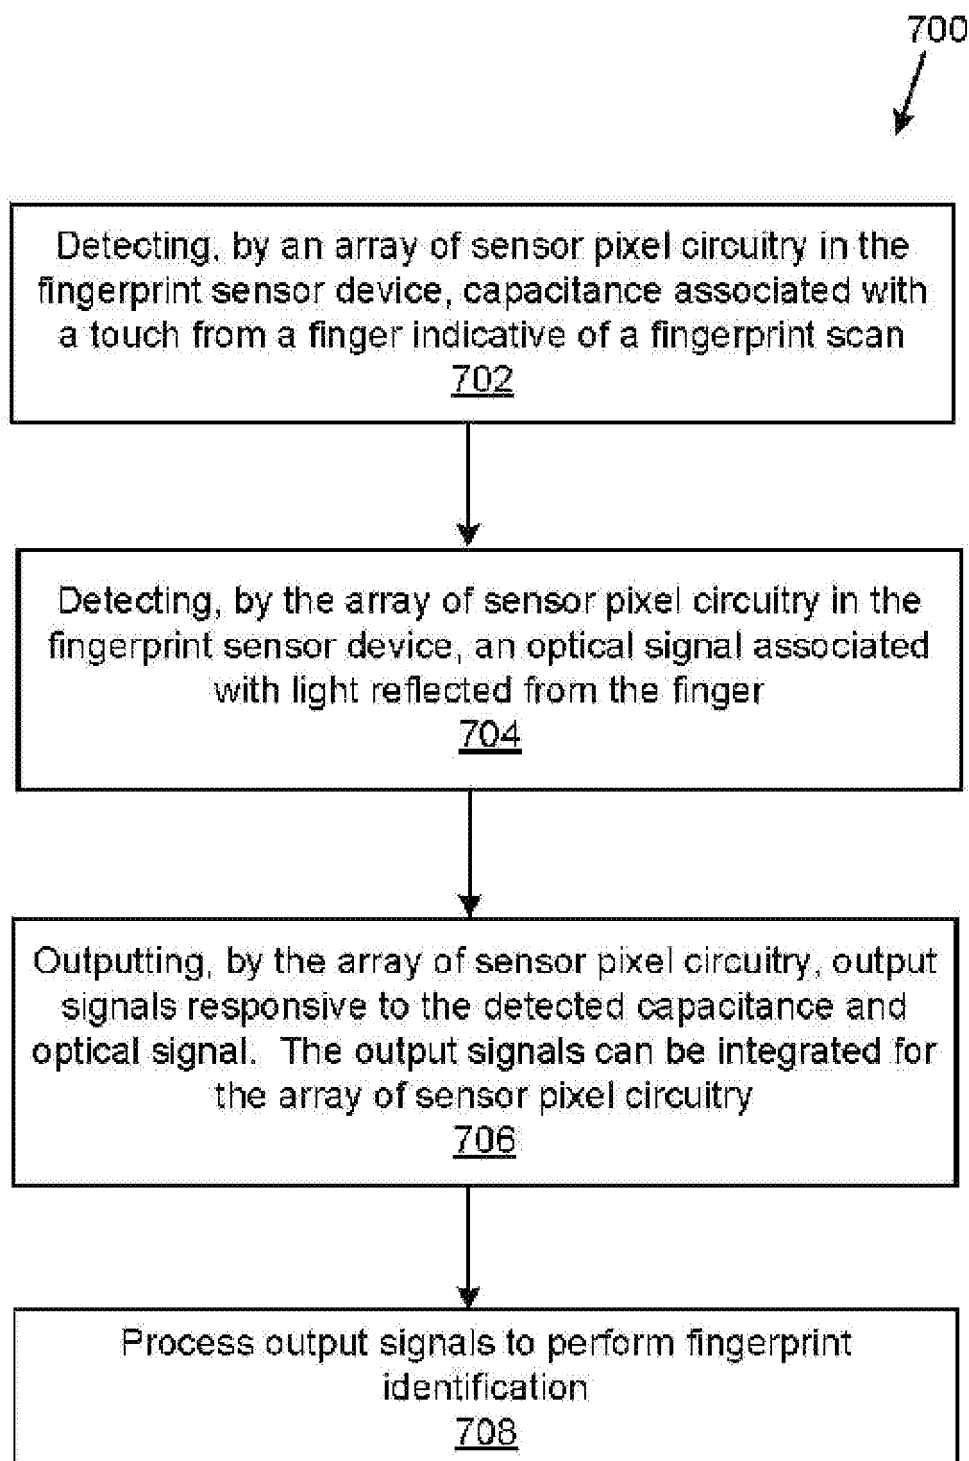 700
Detecting, by an array of sensor pixel circuitry in the
fingerprint sensor device, capacitance associated with
a touch from a finger indicative of a fingerprint scan
702
Detecting, by the array of sensor pixel circuitry in the
fingerprint sensor device, an optical signal associated
with light reflected from the finger
704
Outputting, by the array of sensor pixel circuitry, output
signals responsive to the detected capacitance and
optical signal.  The output signals can be integrated for
the array of sensor pixel circuitry
706
Process output signals to perform fingerprint
identification
708